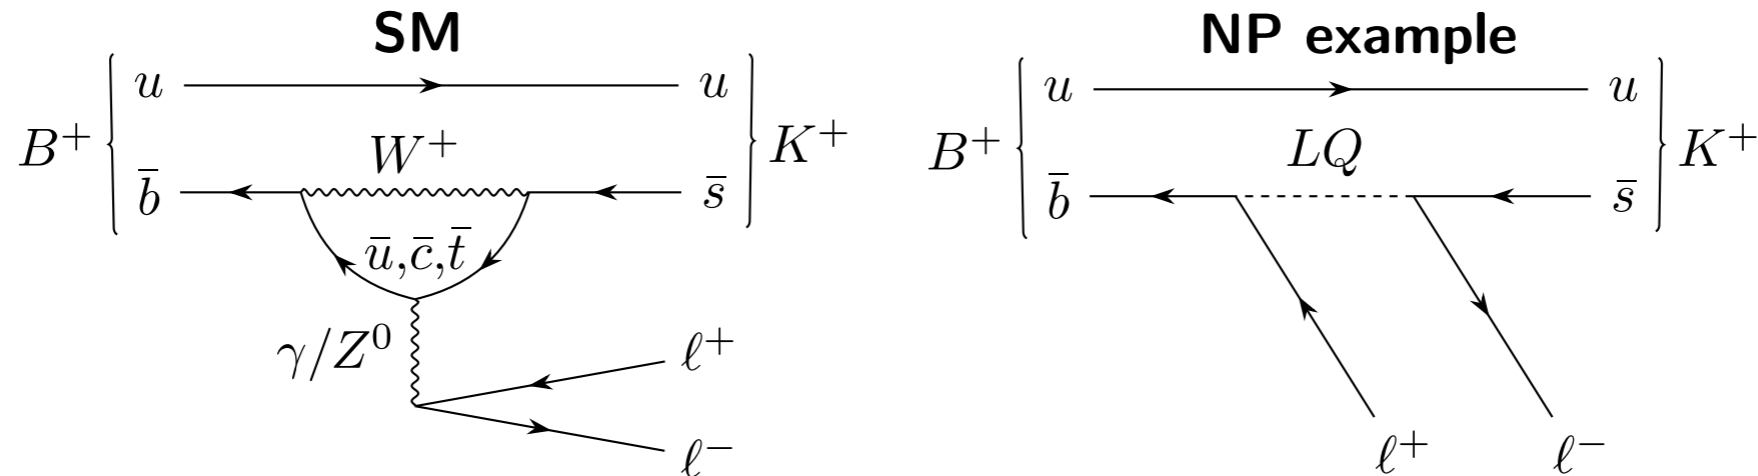 SM
u
u
B⁺
W⁺
K⁺
b̄
s̄
ū,c̄,t̄
γ/Z⁰
ℓ⁺
ℓ⁻
NP example
u
u
B⁺
LQ
K⁺
b̄
s̄
ℓ⁺
ℓ⁻